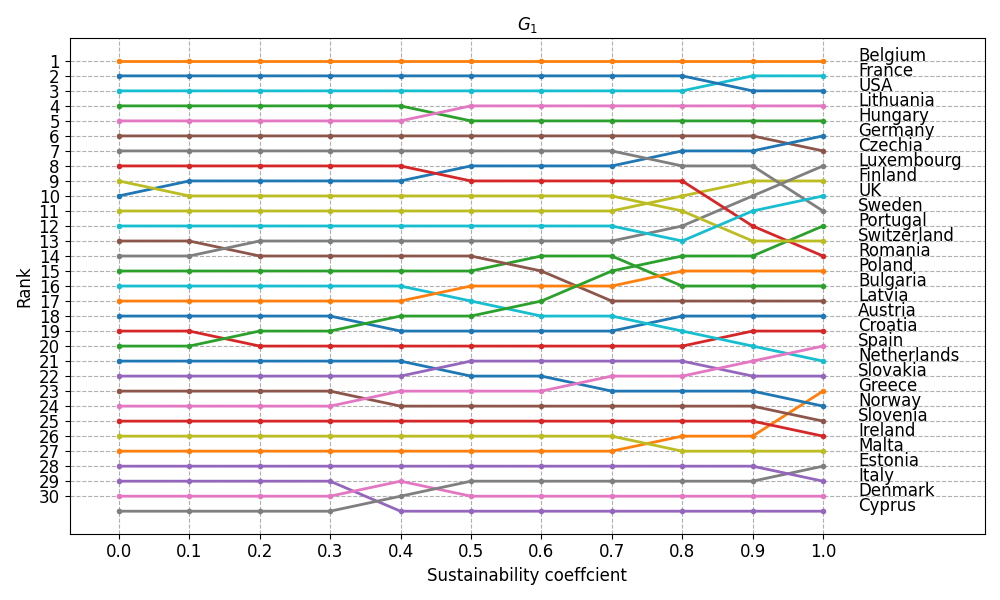 G1
1
2
3
4
5
6
7
8
9
10
11
12
13
14
15
16
17
18
19
20
21
22
23
24
25
26
27
28
29
30
Rank
Belgium
France
USA
Lithuania
Hungary
Germany
Czechia
Luxembourg
Finland
UK
Sweden
Portugal
Switzerland
Romania
Poland
Bulgaria
Latvia
Austria
Croatia
Spain
Netherlands
Slovakia
Greece
Norway
Slovenia
Ireland
Malta
Estonia
Italy
Denmark
Cyprus
0.0 0.1 0.2 0.3 0.4 0.5 0.6 0.7 0.8 0.9 1.0
Sustainability coeffcient